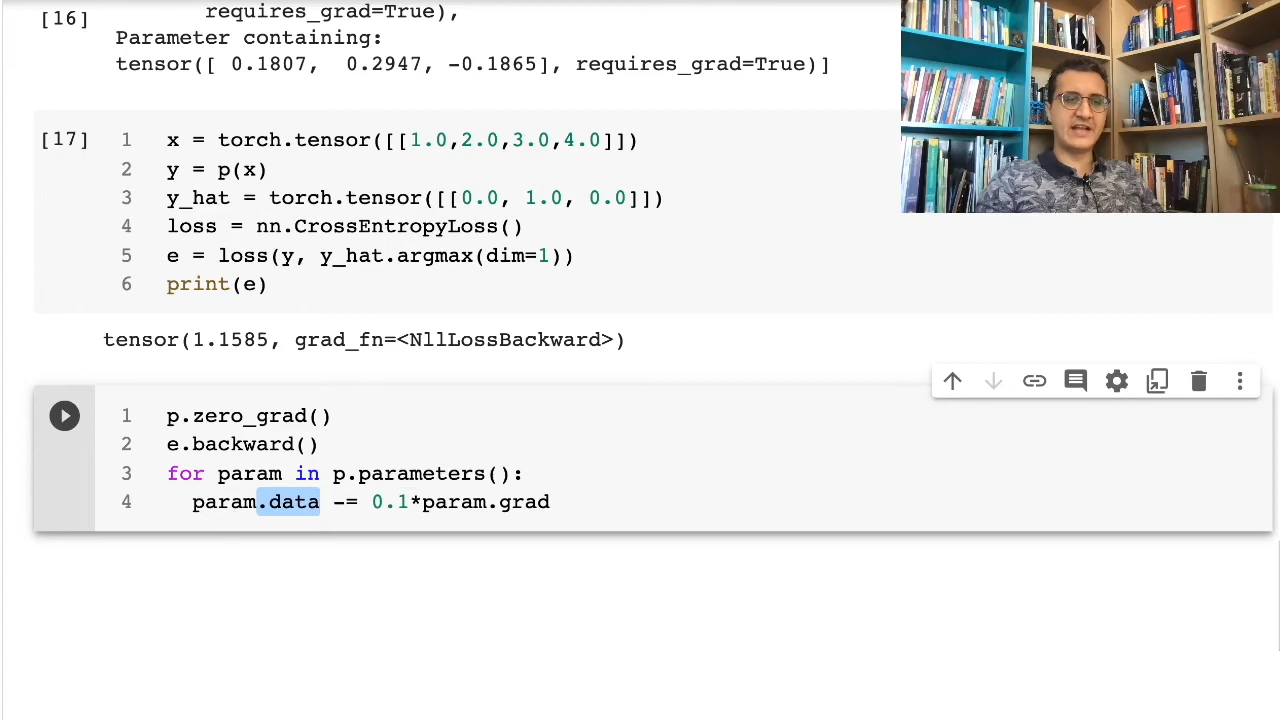 [16] requires_grad=True),
Parameter containing:
tensor([ 0.1807,  0.2947, -0.1865], requires_grad=True)]
[17] 1 x = torch.tensor([[1.0,2.0,3.0,4.0]])
2 y = p(x)
3 y_hat = torch.tensor([[0.0, 1.0, 0.0]])
4 loss = nn.CrossEntropyLoss()
5 e = loss(y, y_hat.argmax(dim=1))
6 print(e)
tensor(1.1585, grad_fn=<NllLossBackward>)
1 p.zero_grad()
2 e.backward()
3 for param in p.parameters():
4   param.data -= 0.1*param.grad